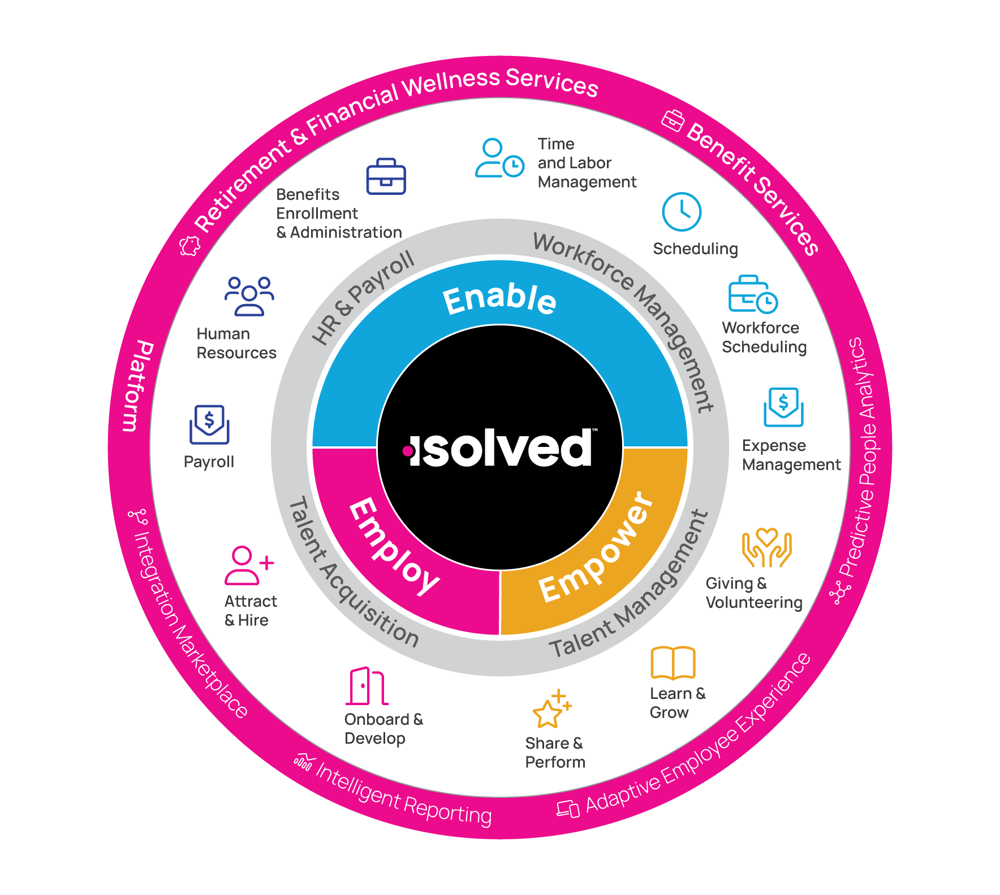 Retirement & Financial Wellness Services
Benefit Services
Time
and Labor
Management
Benefits
Enrollment
& Administration
Scheduling
Workforce Management
HR & Payroll
Enable
Workforce
Scheduling
Human
Resources
Platform
Predictive People Analytics
isolved™
Payroll
Expense
Management
Employ
Empower
Talent Acquisition
Talent Management
Integration Marketplace
Attract
& Hire
Giving &
Volunteering
Learn &
Grow
Onboard &
Develop
Share &
Perform
Adaptive Employee Experience
Intelligent Reporting